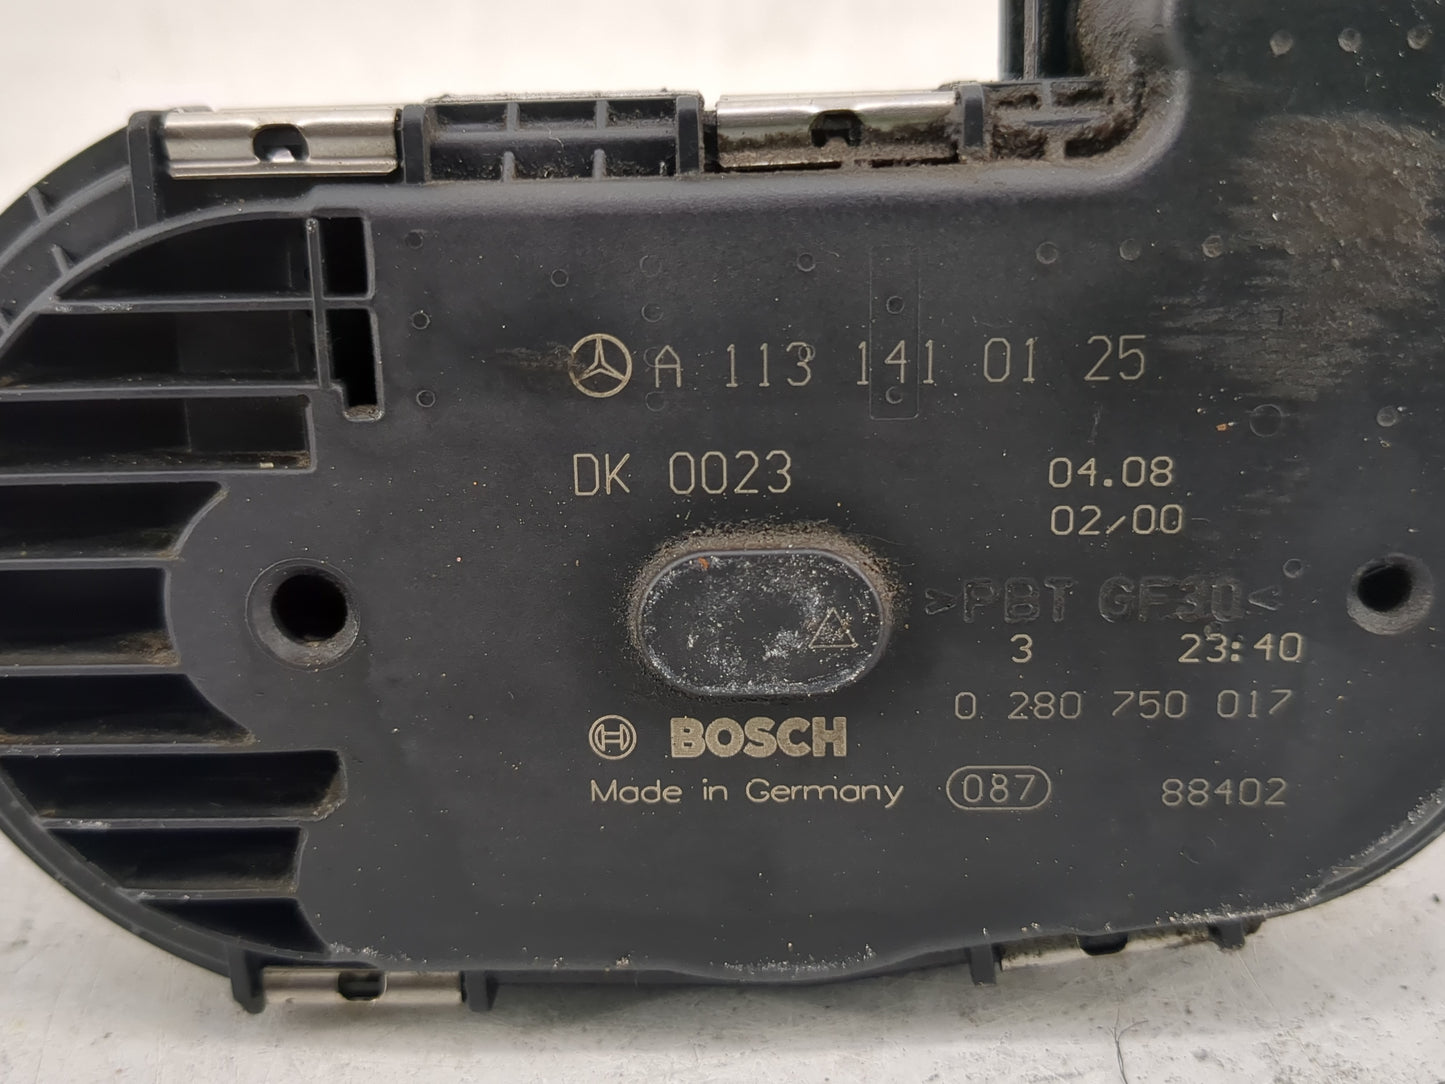 A 113 141 01 25
DK 0023
04.08
02/00
>PBT GF30<
3 23:40
0 280 750 017
BOSCH
Made in Germany
087
88402